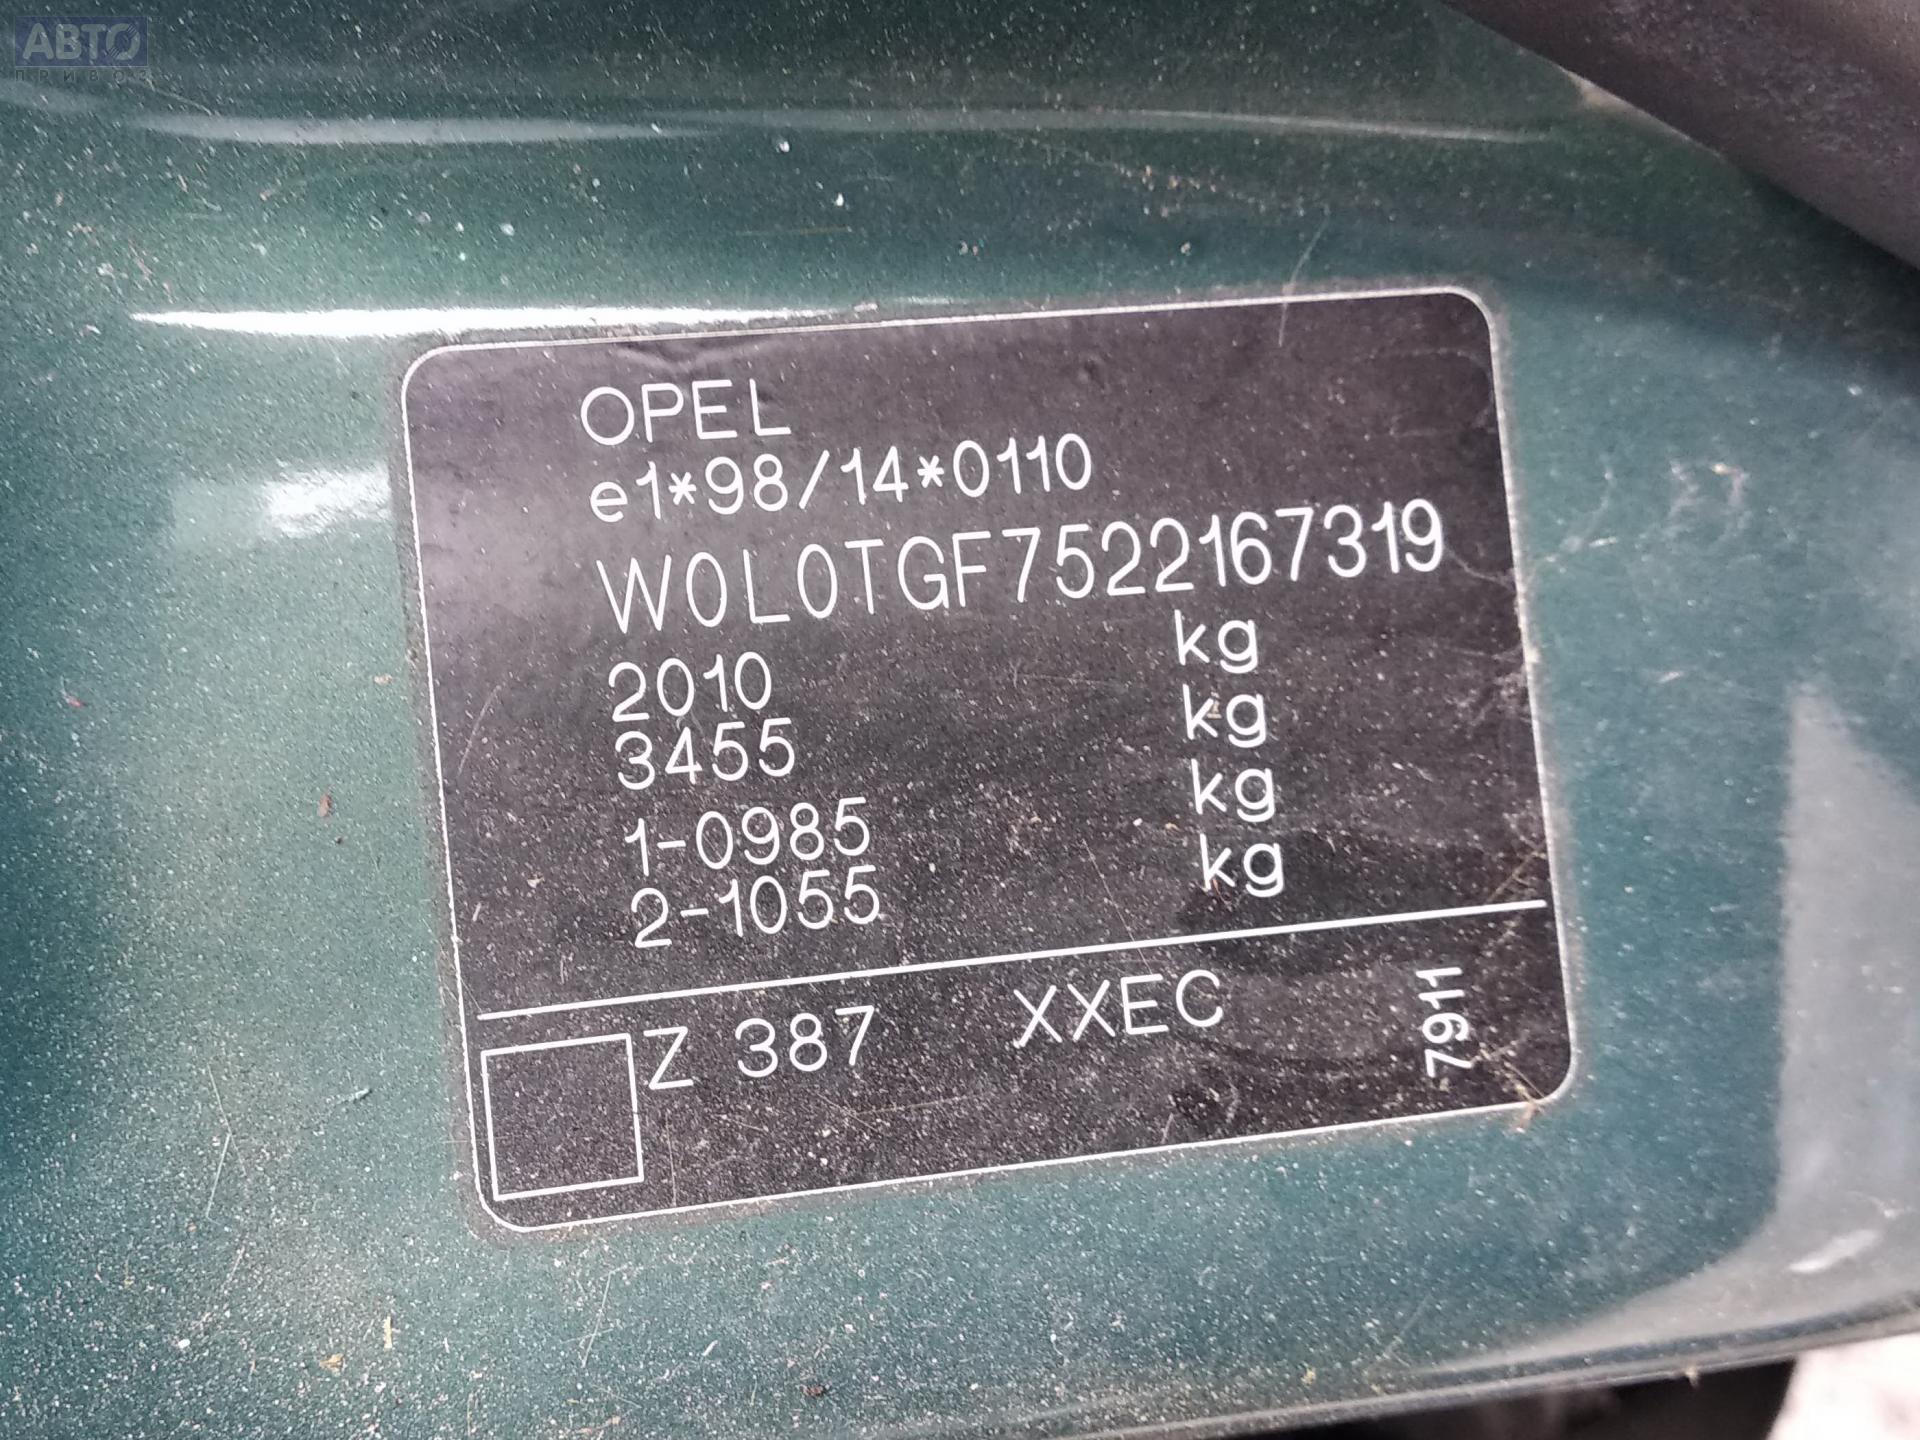 АВТО
ПРИВОЗ
OPEL
e1*98/14*0110
W0L0TGF7522167319
2010 kg
3455 kg
1-0985 kg
2-1055 kg
Z 387 XXEC
7911